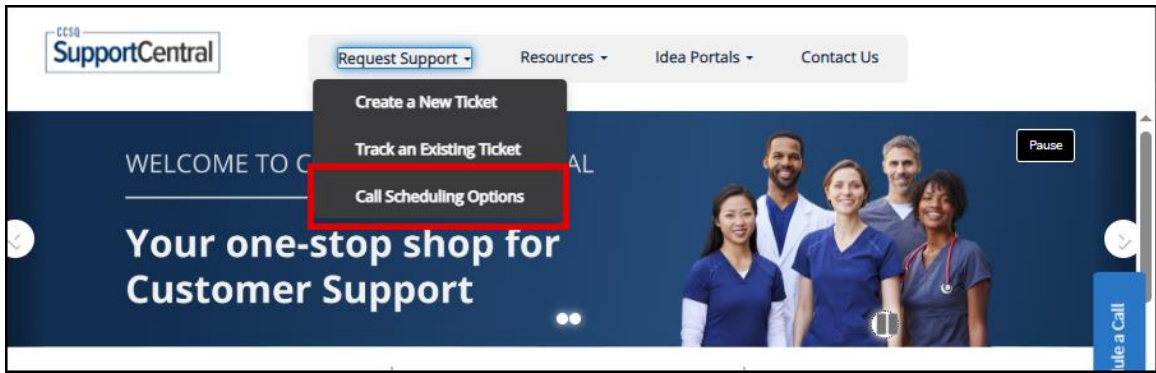 CCSQ
SupportCentral
Request Support
Resources
Idea Portals
Contact Us
Create a New Ticket
Track an Existing Ticket
Call Scheduling Options
WELCOME TO C
AL
Pause
Your one-stop shop for
Customer Support
ule a Call